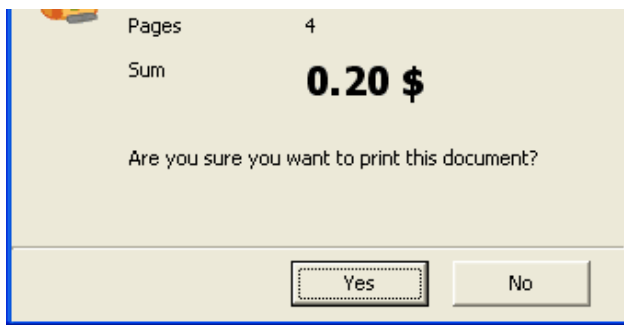 Pages 4
Sum 0.20 $
Are you sure you want to print this document?
Yes No